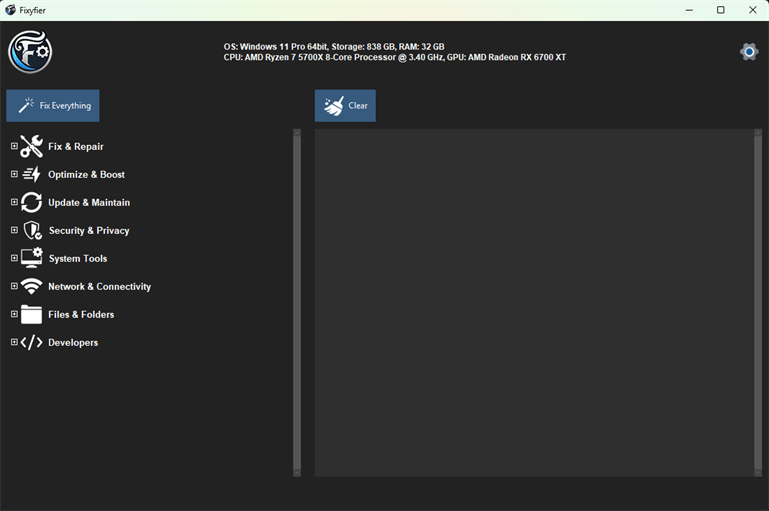 Fixyfier
OS: Windows 11 Pro 64bit, Storage: 838 GB, RAM: 32 GB
CPU: AMD Ryzen 7 5700X 8-Core Processor @ 3.40 GHz, GPU: AMD Radeon RX 6700 XT
Fix Everything
Clear
Fix & Repair
Optimize & Boost
Update & Maintain
Security & Privacy
System Tools
Network & Connectivity
Files & Folders
Developers